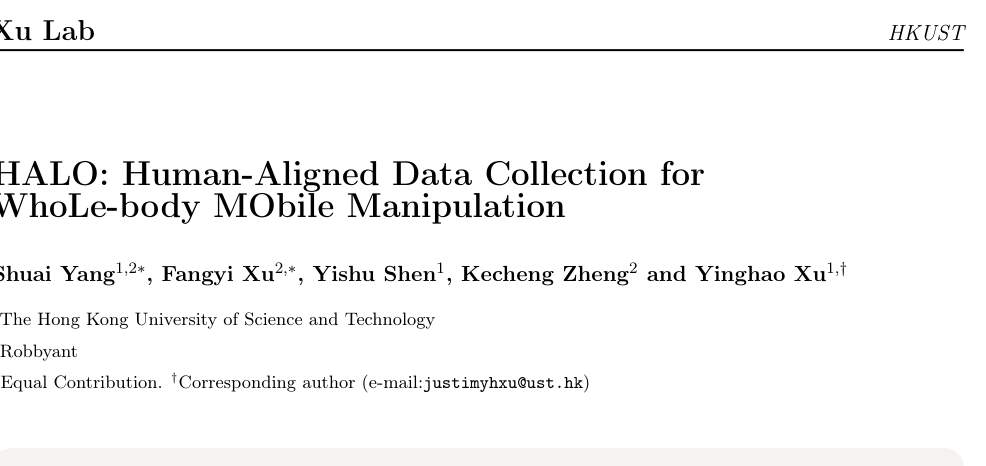 Xu Lab HKUST
HALO: Human-Aligned Data Collection for
WhoLe-body MObile Manipulation
Shuai Yang1,2*, Fangyi Xu2,*, Yishu Shen1, Kecheng Zheng2 and Yinghao Xu1,†
The Hong Kong University of Science and Technology
Robbyant
Equal Contribution. †Corresponding author (e-mail:justimyhxu@ust.hk)